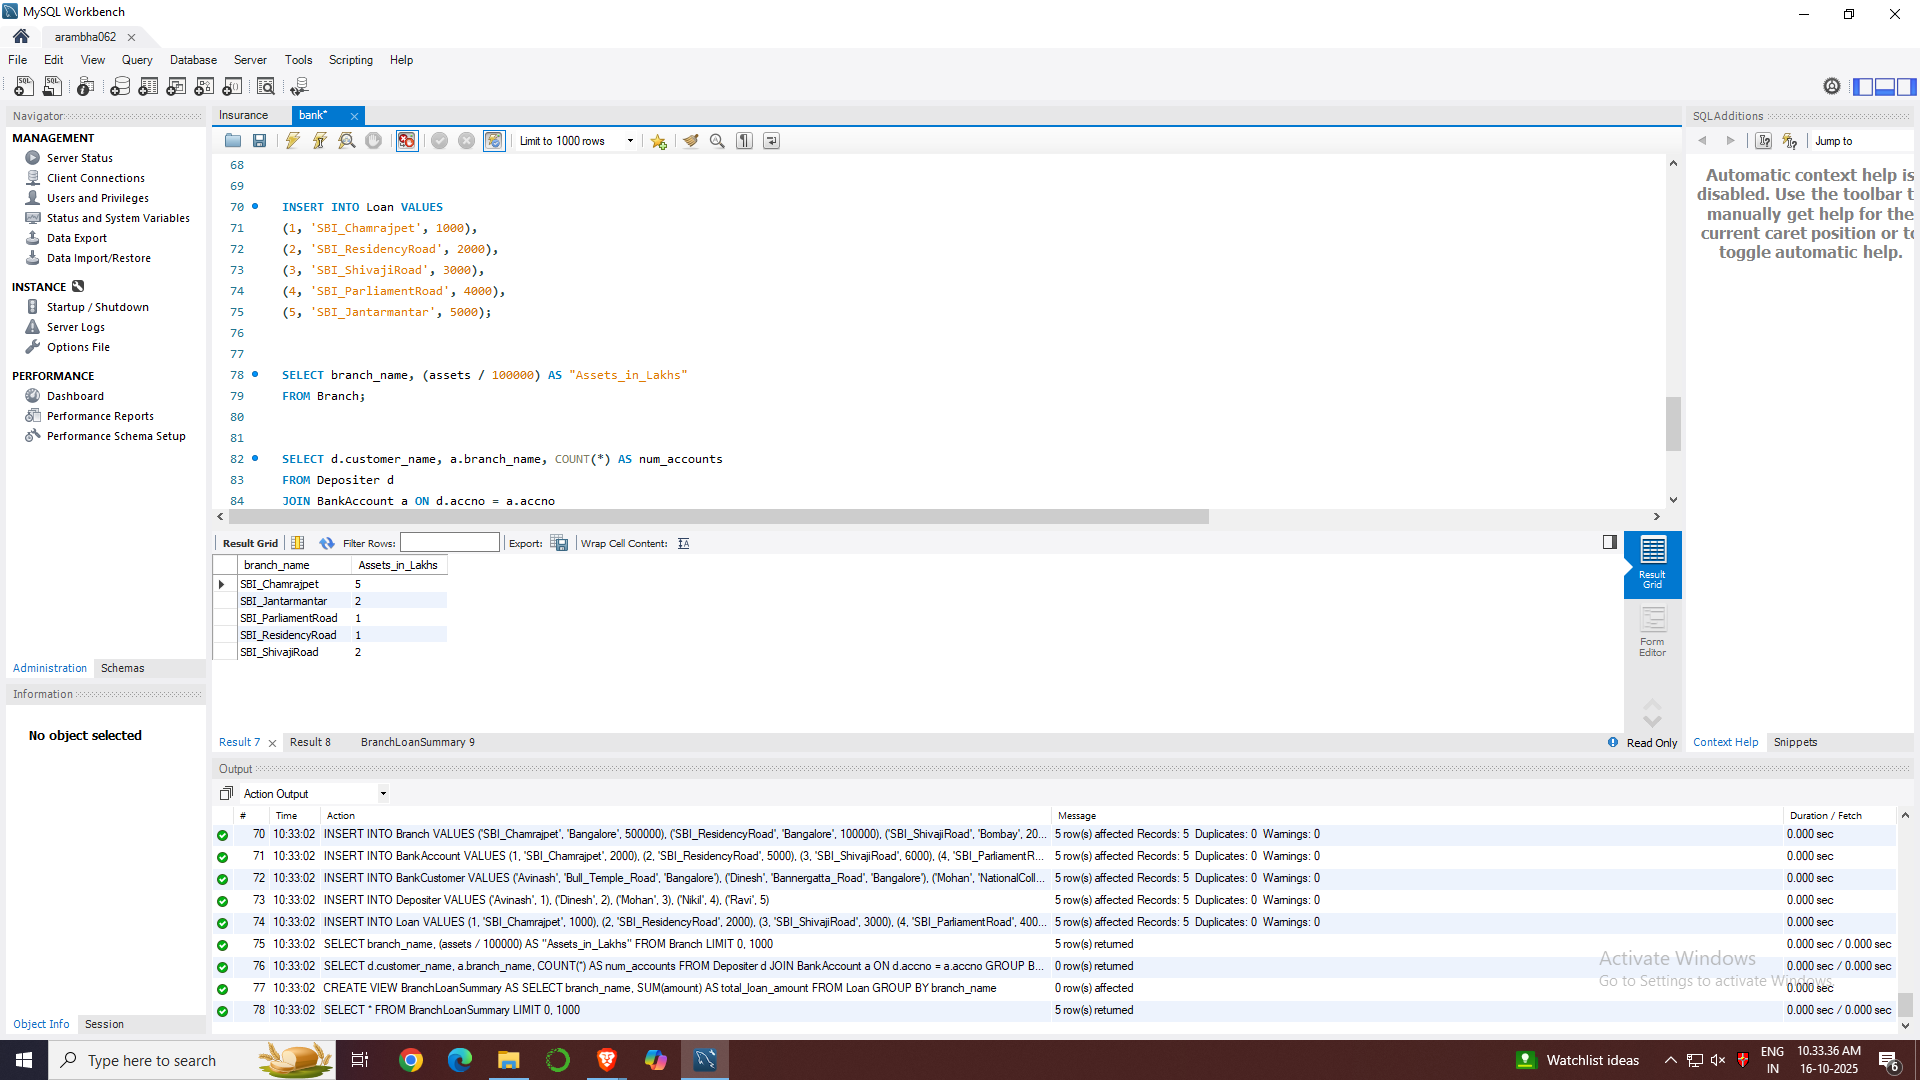 MySQL Workbench
arambha062
File Edit View Query Database Server Tools Scripting Help
Navigator
MANAGEMENT
Server Status
Client Connections
Users and Privileges
Status and System Variables
Data Export
Data Import/Restore
INSTANCE
Startup / Shutdown
Server Logs
Options File
PERFORMANCE
Dashboard
Performance Reports
Performance Schema Setup
Administration Schemas
Information
No object selected
Object Info Session
Insurance bank*
Limit to 1000 rows
68
69
70 INSERT INTO Loan VALUES
71 (1, 'SBI_Chamrajpet', 1000),
72 (2, 'SBI_ResidencyRoad', 2000),
73 (3, 'SBI_ShivajiRoad', 3000),
74 (4, 'SBI_ParliamentRoad', 4000),
75 (5, 'SBI_Jantarmantar', 5000);
76
77
78 SELECT branch_name, (assets / 100000) AS "Assets_in_Lakhs"
79 FROM Branch;
80
81
82 SELECT d.customer_name, a.branch_name, COUNT(*) AS num_accounts
83 FROM Depositer d
84 JOIN BankAccount a ON d.accno = a.accno
Result Grid Filter Rows: Export: Wrap Cell Content:
branch_name Assets_in_Lakhs
SBI_Chamrajpet 5
SBI_Jantarmantar 2
SBI_ParliamentRoad 1
SBI_ResidencyRoad 1
SBI_ShivajiRoad 2
Result
Grid
Form
Editor
Result 7 Result 8 BranchLoanSummary 9
Read Only
SQLAdditions
Jump to
Automatic context help is
disabled. Use the toolbar t
manually get help for the
current caret position or to
toggle automatic help.
Context Help Snippets
Output
Action Output
# Time Action Message Duration / Fetch
70 10:33:02 INSERT INTO Branch VALUES ('SBI_Chamrajpet', 'Bangalore', 500000), ('SBI_ResidencyRoad', 'Bangalore', 100000), ('SBI_ShivajiRoad', 'Bombay', 20... 5 row(s) affected Records: 5 Duplicates: 0 Warnings: 0 0.000 sec
71 10:33:02 INSERT INTO BankAccount VALUES (1, 'SBI_Chamrajpet', 2000), (2, 'SBI_ResidencyRoad', 5000), (3, 'SBI_ShivajiRoad', 6000), (4, 'SBI_ParliamentR... 5 row(s) affected Records: 5 Duplicates: 0 Warnings: 0 0.000 sec
72 10:33:02 INSERT INTO BankCustomer VALUES ('Avinash', 'Bull_Temple_Road', 'Bangalore'), ('Dinesh', 'Bannergatta_Road', 'Bangalore'), ('Mohan', 'NationalColl... 5 row(s) affected Records: 5 Duplicates: 0 Warnings: 0 0.000 sec
73 10:33:02 INSERT INTO Depositer VALUES ('Avinash', 1), ('Dinesh', 2), ('Mohan', 3), ('Nikil', 4), ('Ravi', 5) 5 row(s) affected Records: 5 Duplicates: 0 Warnings: 0 0.000 sec
74 10:33:02 INSERT INTO Loan VALUES (1, 'SBI_Chamrajpet', 1000), (2, 'SBI_ResidencyRoad', 2000), (3, 'SBI_ShivajiRoad', 3000), (4, 'SBI_ParliamentRoad', 400... 5 row(s) affected Records: 5 Duplicates: 0 Warnings: 0 0.000 sec
75 10:33:02 SELECT branch_name, (assets / 100000) AS "Assets_in_Lakhs" FROM Branch LIMIT 0, 1000 5 row(s) returned 0.000 sec / 0.000 sec
76 10:33:02 SELECT d.customer_name, a.branch_name, COUNT(*) AS num_accounts FROM Depositer d JOIN BankAccount a ON d.accno = a.accno GROUP B... 0 row(s) returned 0.000 sec / 0.000 sec
77 10:33:02 CREATE VIEW BranchLoanSummary AS SELECT branch_name, SUM(amount) AS total_loan_amount FROM Loan GROUP BY branch_name 0 row(s) affected 0.000 sec
78 10:33:02 SELECT * FROM BranchLoanSummary LIMIT 0, 1000 5 row(s) returned 0.000 sec / 0.000 sec
Activate Windows
Go to Settings to activate Windows.
Type here to search
Watchlist ideas
ENG
IN
10.33.36 AM
16-10-2025
6